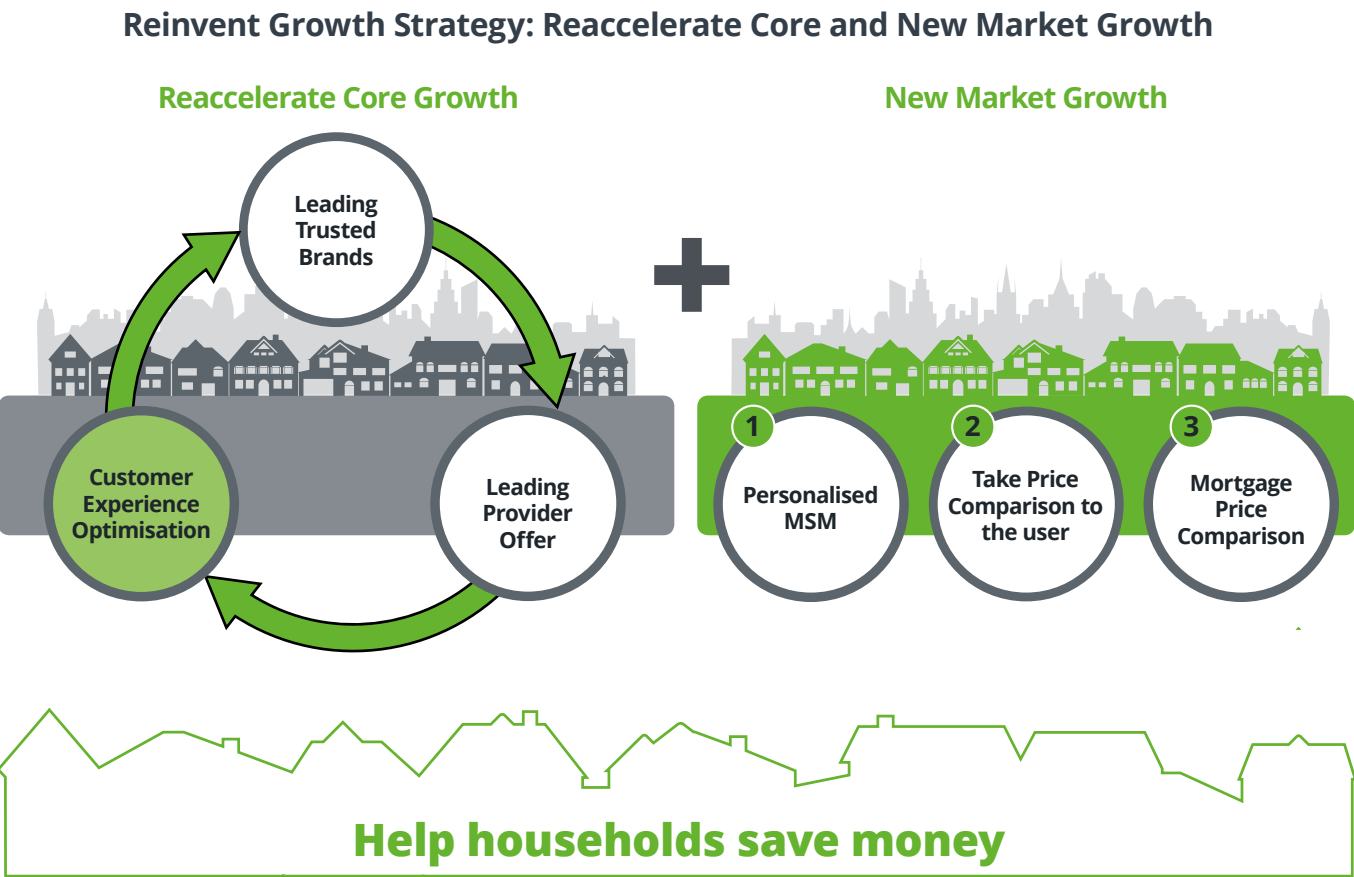 Reinvent Growth Strategy: Reaccelerate Core and New Market Growth
Reaccelerate Core Growth
Leading
Trusted
Brands
Customer
Experience
Optimisation
Leading
Provider
Offer
New Market Growth
1
Personalised
MSM
2
Take Price
Comparison to
the user
3
Mortgage
Price
Comparison
Help households save money